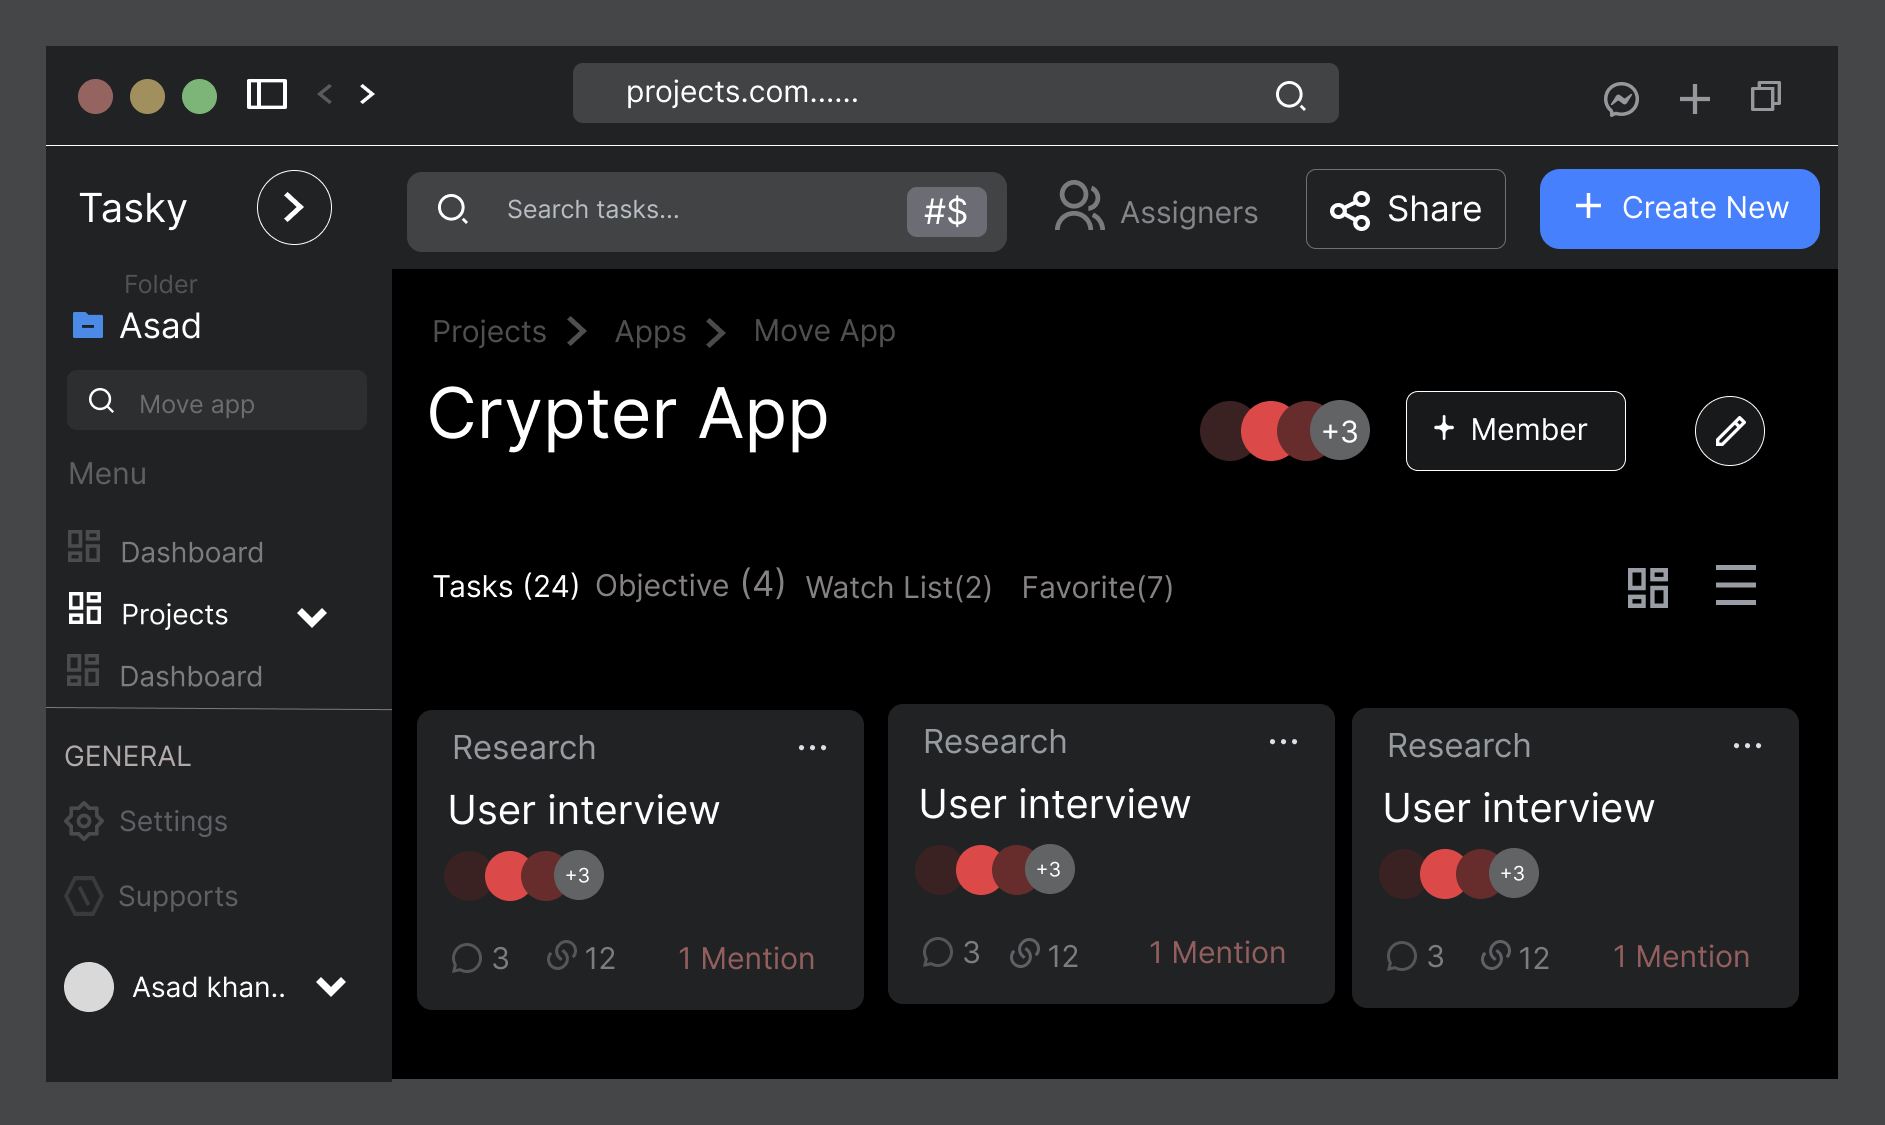 projects.com......
Tasky
Search tasks... #$
Assigners
Share
+ Create New
Folder
Asad
Move app
Menu
Dashboard
Projects
Dashboard
GENERAL
Settings
Supports
Asad khan..
Projects > Apps > Move App
Crypter App
+3
+ Member
Tasks (24) Objective (4) Watch List(2) Favorite(7)
Research ...
User interview
+3
3 12 1 Mention
Research ...
User interview
+3
3 12 1 Mention
Research ...
User interview
+3
3 12 1 Mention